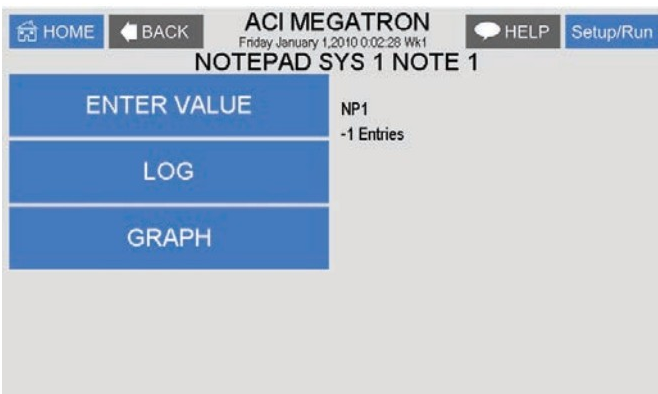 HOME BACK ACI MEGATRON HELP Setup/Run
Friday January 1,2010 0:02:28 Wk1
NOTEPAD SYS 1 NOTE 1
ENTER VALUE
NP1
-1 Entries
LOG
GRAPH